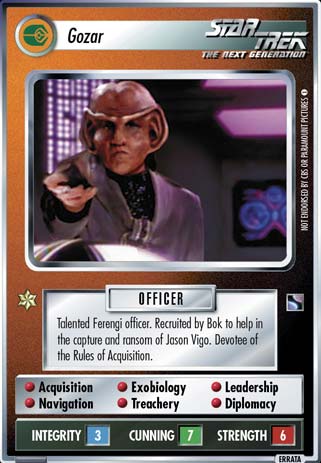 Gozar
STAR TREK
THE NEXT GENERATION
NOT ENDORSED BY CBS OR PARAMOUNT PICTURES
OFFICER
Talented Ferengi officer. Recruited by Bok to help in
the capture and ransom of Jason Vigo. Devotee of
the Rules of Acquisition.
Acquisition Exobiology Leadership
Navigation Treachery Diplomacy
INTEGRITY 3 CUNNING 7 STRENGTH 6
ERRATA